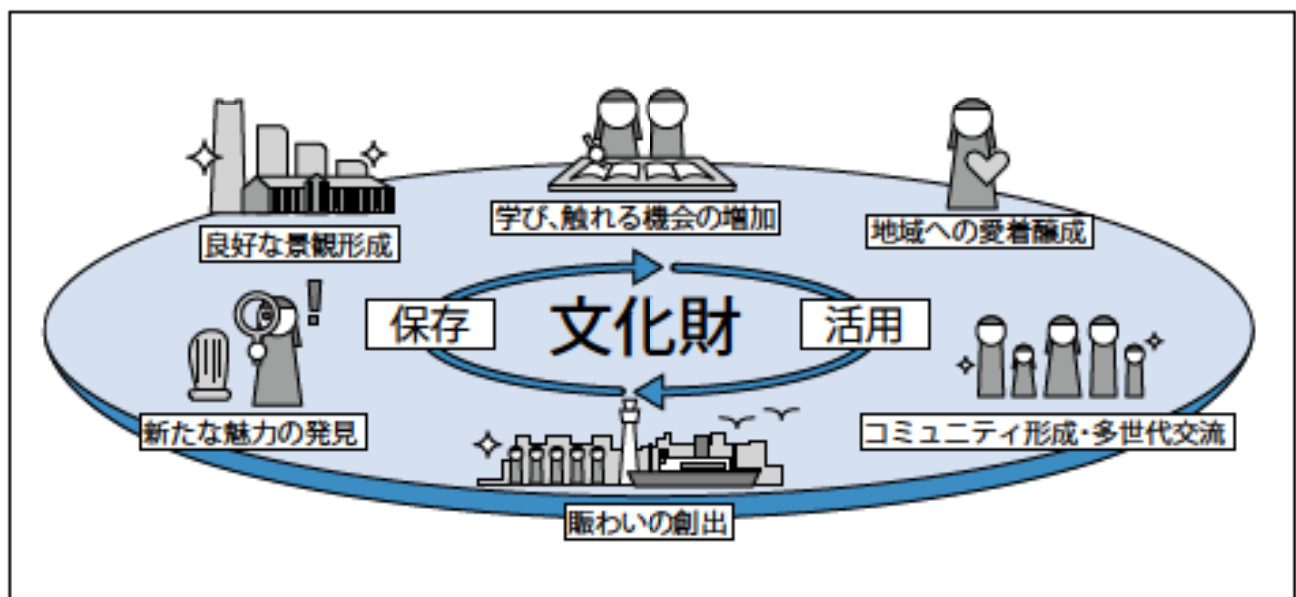 学び、触れる機会の増加
良好な景観形成
地域への愛着醸成
保存
文化財
活用
新たな魅力の発見
コミュニティ形成・多世代交流
賑わいの創出